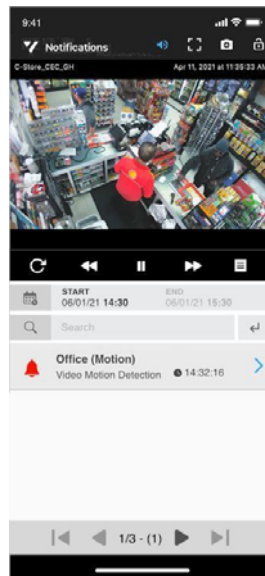 9:41
Notifications
C-Store_CEC_GH Apr 11, 2021 at 11:35:33 AM
START END
06/01/21 14:30 06/01/21 15:30
Search
Office (Motion)
Video Motion Detection 14:32:16
1/3 - (1)